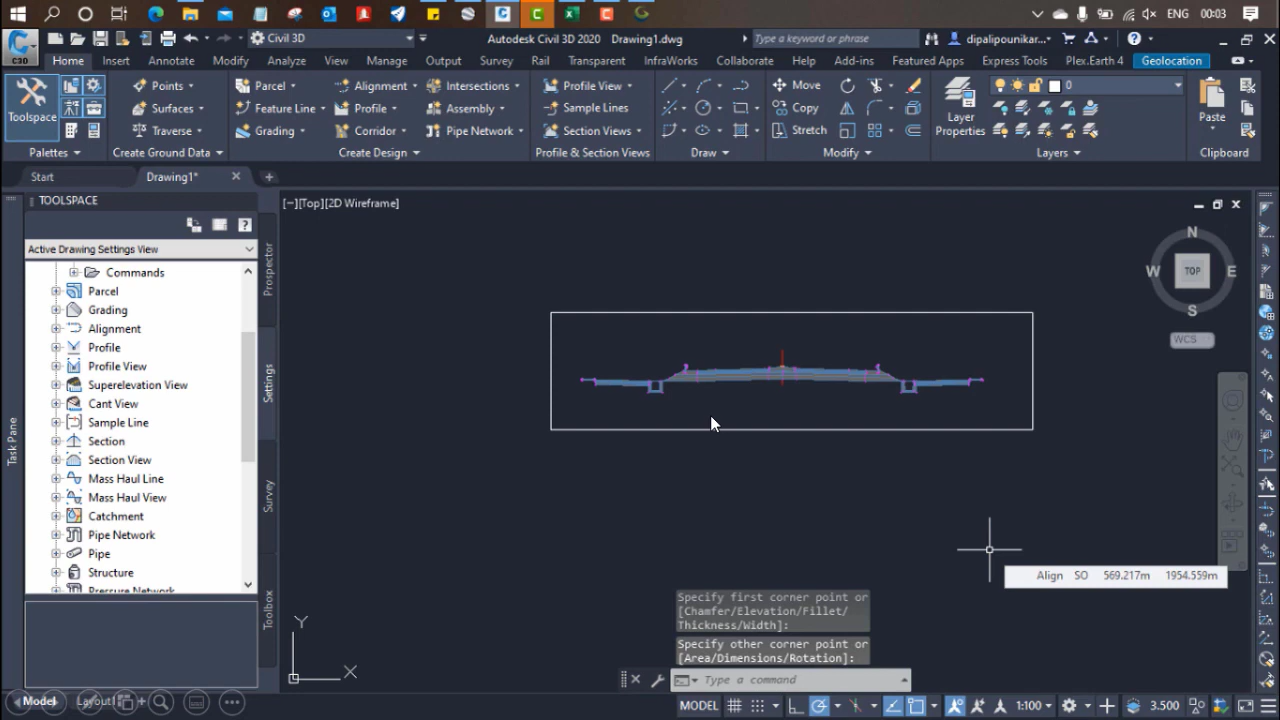 ENG 00:03
C3D
Civil 3D
Autodesk Civil 3D 2020 Drawing1.dwg
Type a keyword or phrase
dipalipounikar...
Home Insert Annotate Modify Analyze View Manage Output Survey Rail Transparent InfraWorks Collaborate Help Add-ins Featured Apps Express Tools Plex.Earth 4 Geolocation
Toolspace
Palettes
Points
Surfaces
Traverse
Create Ground Data
Parcel
Feature Line
Grading
Alignment
Profile
Corridor
Intersections
Assembly
Pipe Network
Create Design
Profile View
Sample Lines
Section Views
Profile & Section Views
Draw
Move
Copy
Stretch
Modify
Layer
Properties
0
Layers
Paste
Clipboard
Start Drawing1*
TOOLSPACE
Active Drawing Settings View
Commands
Parcel
Grading
Alignment
Profile
Profile View
Superelevation View
Cant View
Sample Line
Section
Section View
Mass Haul Line
Mass Haul View
Catchment
Pipe Network
Pipe
Structure
Pressure Network
Task Pane
Prospector
Settings
Survey
Toolbox
[−][Top][2D Wireframe]
N
W TOP E
S
WCS
Align SO 569.217m 1954.559m
Specify first corner point or
[Chamfer/Elevation/Fillet/
Thickness/Width]:
Specify other corner point or
[Area/Dimensions/Rotation]:
Type a command
Y
X
Model Layout1
MODEL 1:100 3.500